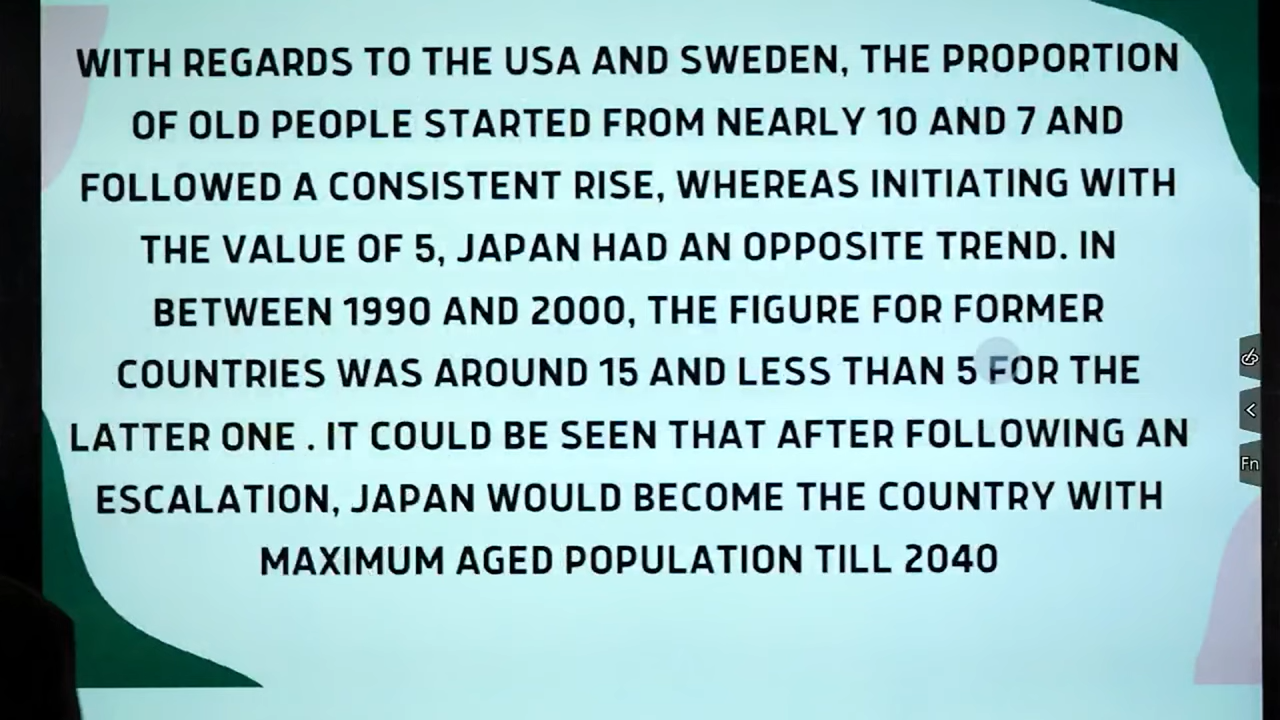 WITH REGARDS TO THE USA AND SWEDEN, THE PROPORTION
OF OLD PEOPLE STARTED FROM NEARLY 10 AND 7 AND
FOLLOWED A CONSISTENT RISE, WHEREAS INITIATING WITH
THE VALUE OF 5, JAPAN HAD AN OPPOSITE TREND. IN
BETWEEN 1990 AND 2000, THE FIGURE FOR FORMER
COUNTRIES WAS AROUND 15 AND LESS THAN 5 FOR THE
LATTER ONE . IT COULD BE SEEN THAT AFTER FOLLOWING AN
ESCALATION, JAPAN WOULD BECOME THE COUNTRY WITH
MAXIMUM AGED POPULATION TILL 2040
<
Fn